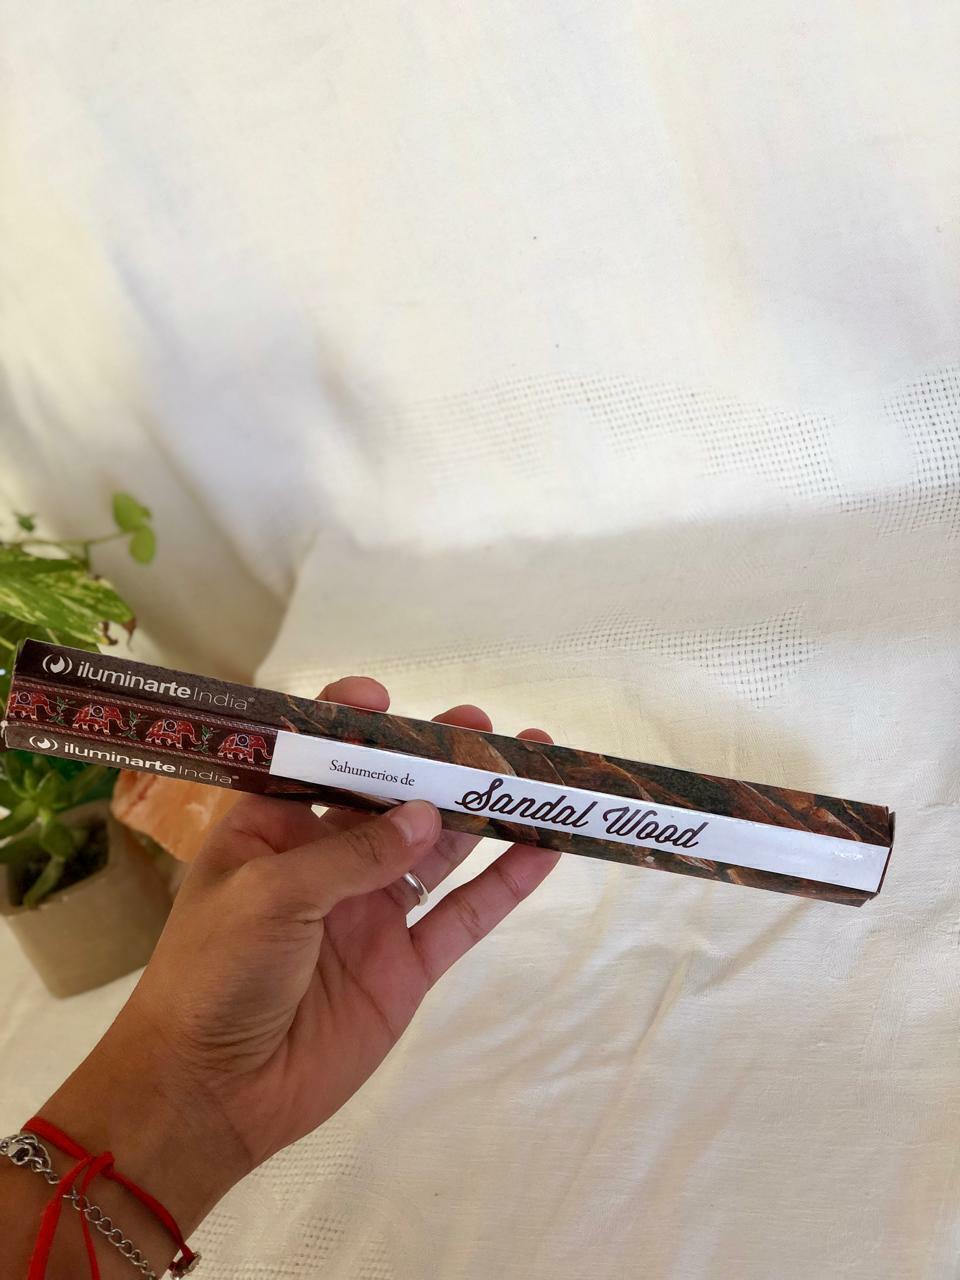 iluminarteIndia®
iluminarteIndia®
Sahumerios de
Sandal Wood